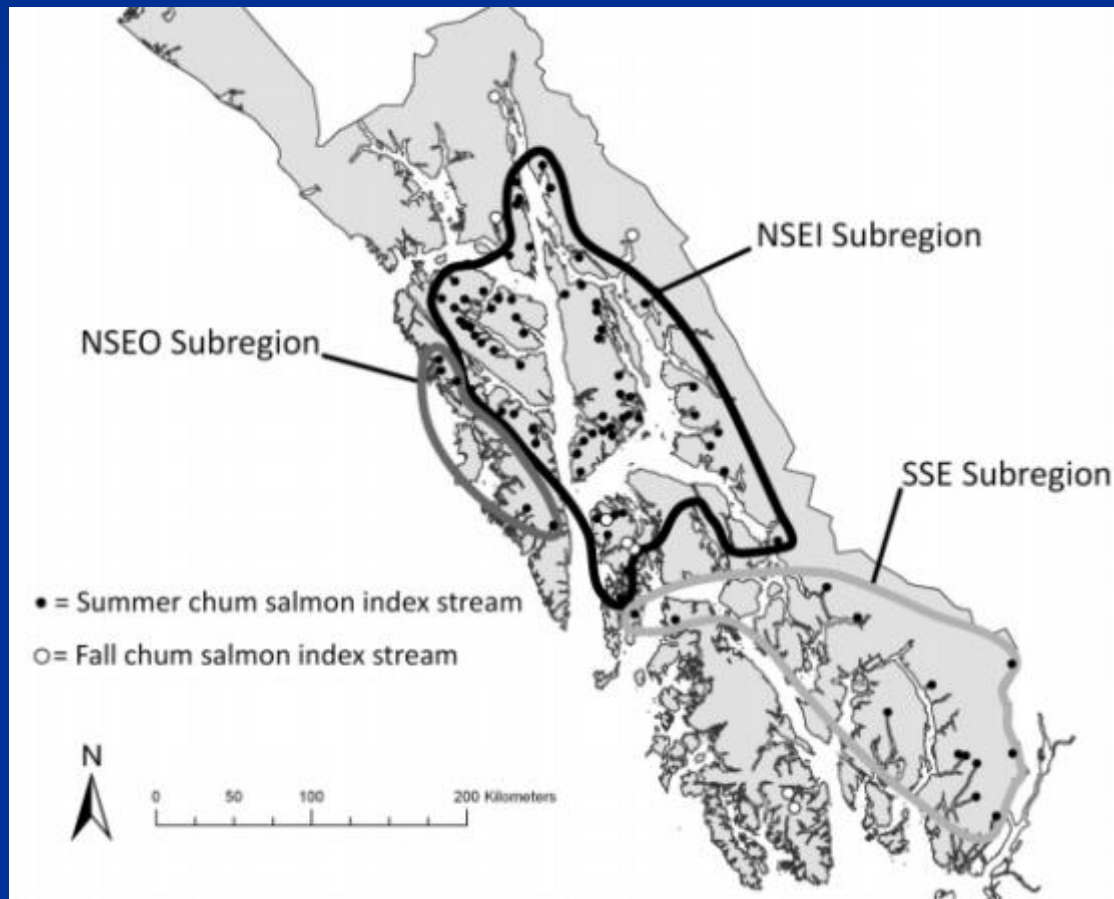 NSEI Subregion
NSEO Subregion
SSE Subregion
• = Summer chum salmon index stream
○ = Fall chum salmon index stream
N
0 50 100 200 Kilometers